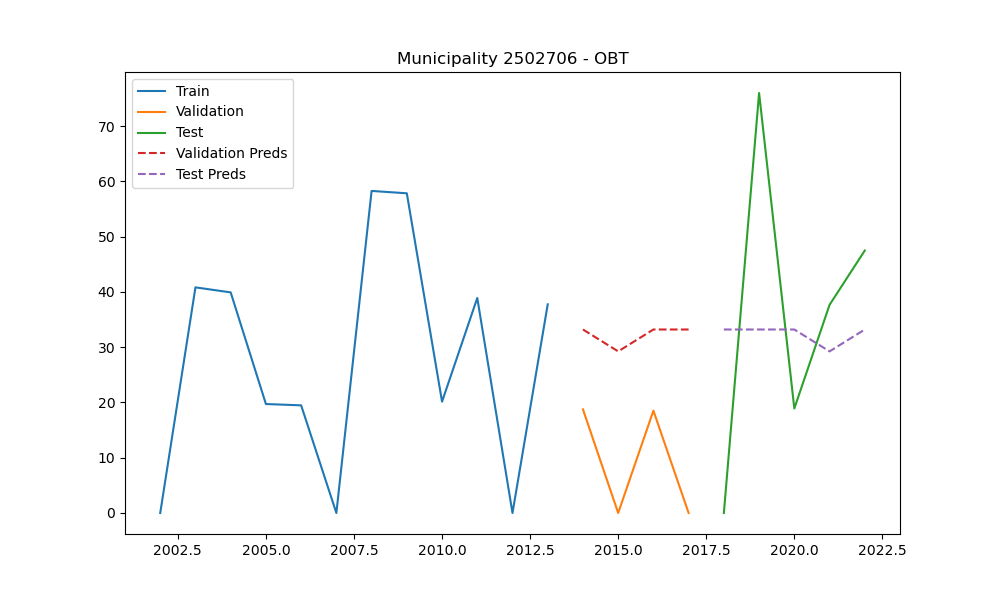 Municipality 2502706 - OBT
Train
Validation
Test
Validation Preds
Test Preds
70
60
50
40
30
20
10
0
2002.5 2005.0 2007.5 2010.0 2012.5 2015.0 2017.5 2020.0 2022.5